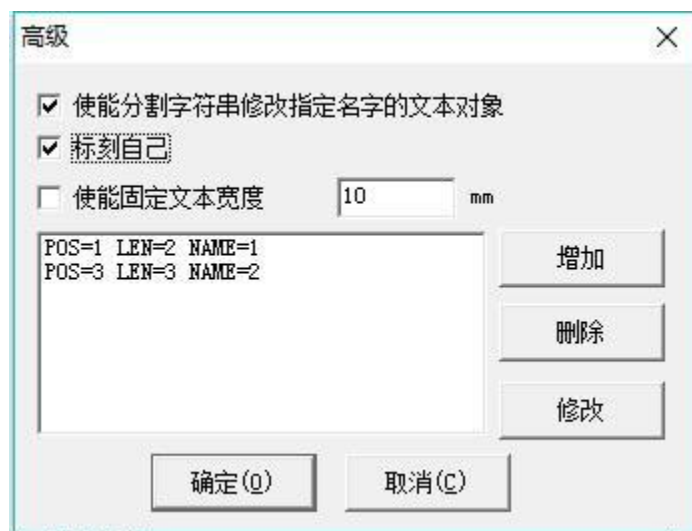 高级
使能分割字符串修改指定名字的文本对象
标刻自己
使能固定文本宽度 10 mm
POS=1 LEN=2 NAME=1
POS=3 LEN=3 NAME=2
增加
删除
修改
确定(O) 取消(C)